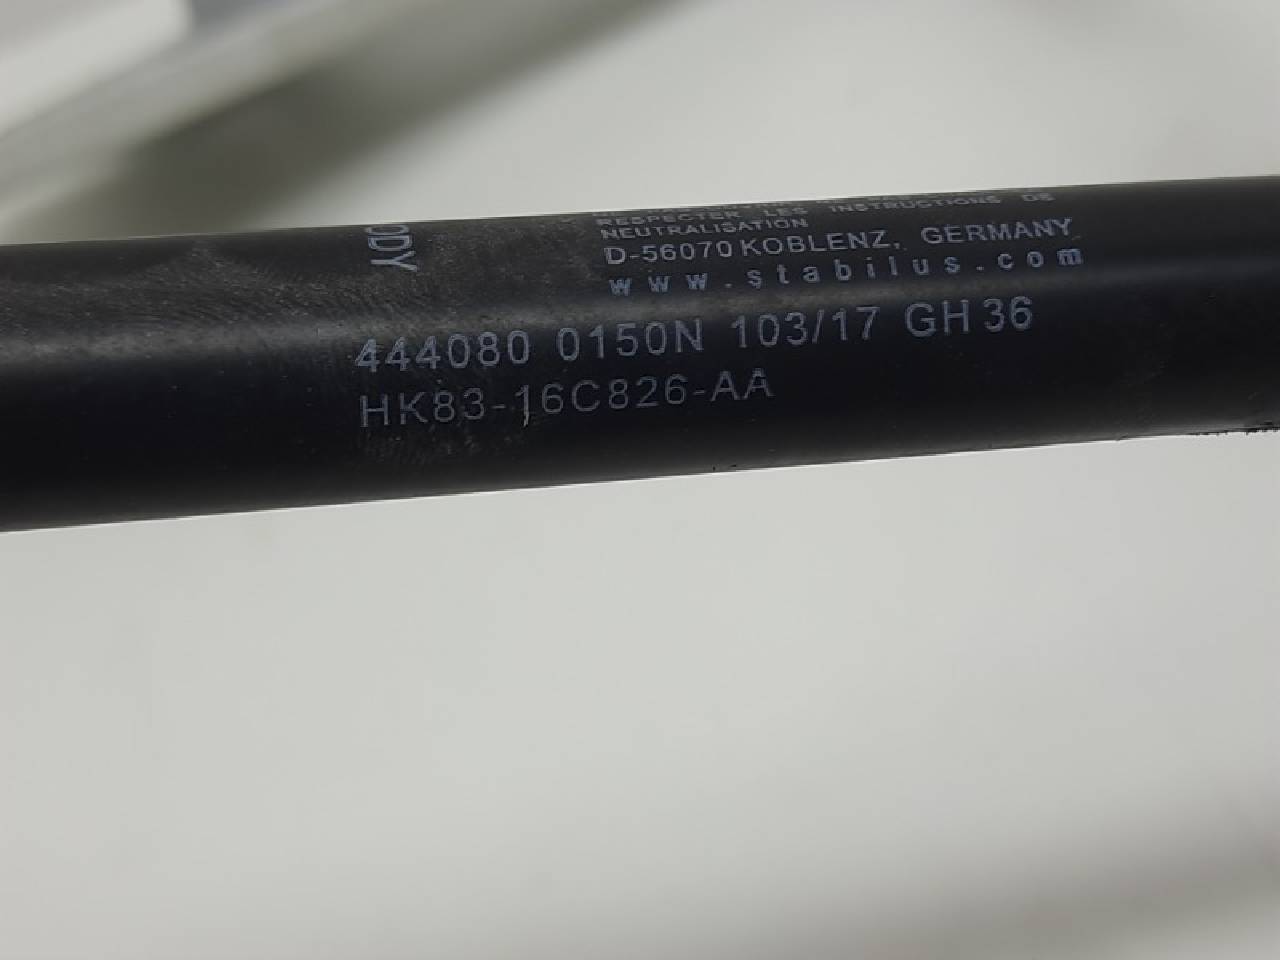 RESPECTER LES INSTRUCTIONS DE
NEUTRALISATION
D-56070 KOBLENZ, GERMANY
www.stabilus.com
444080 0150N 103/17 GH36
HK83-16C826-AA
ODY